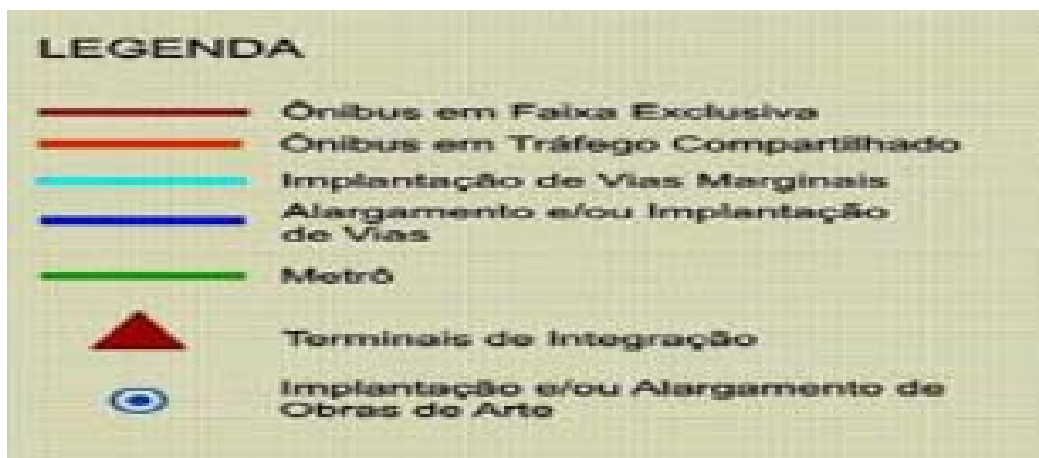 LEGENDA
Ônibus em Faixa Exclusiva
Ônibus em Tráfego Compartilhado
Implantação de Vias Marginais
Alargamento e/ou Implantação
de Vias
Metrô
Terminais de Integração
Implantação e/ou Alargamento de
Obras de Arte